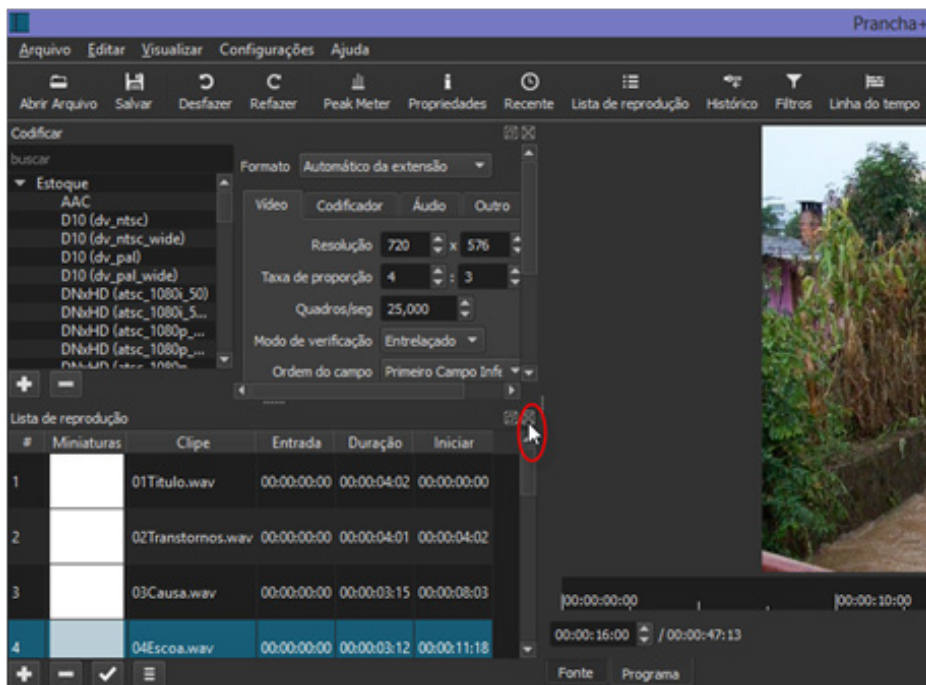 Prancha+
Arquivo Editar Visualizar Configurações Ajuda
Abrir Arquivo Salvar Desfazer Refazer Peak Meter Propriedades Recente Lista de reprodução Histórico Filtros Linha do tempo
Codificar
buscar
Formato Automático da extensão
Estoque
AAC
D10 (dv_ntsc)
D10 (dv_ntsc_wide)
D10 (dv_pal)
D10 (dv_pal_wide)
DNxHD (atsc_1080i_50)
DNxHD (atsc_1080i_5...
DNxHD (atsc_1080p_...
DNxHD (atsc_1080p_...
DNxHD (atsc_1080p
Vídeo Codificador Áudio Outro
Resolução 720 x 576
Taxa de proporção 4 : 3
Quadros/seg 25,000
Modo de verificação Entrelaçado
Ordem do campo Primeiro Campo Infe
Lista de reprodução
# Miniaturas Clipe Entrada Duração Iniciar
1 01Titulo.wav 00:00:00:00 00:00:04:02 00:00:00:00
2 02Transtornos.wav 00:00:00:00 00:00:04:01 00:00:04:02
3 03Causa.wav 00:00:00:00 00:00:03:15 00:00:08:03
4 04Escoa.wav 00:00:00:00 00:00:03:12 00:00:11:18
00:00:00:00 00:00:10:00
00:00:16:00 / 00:00:47:13
Fonte Programa